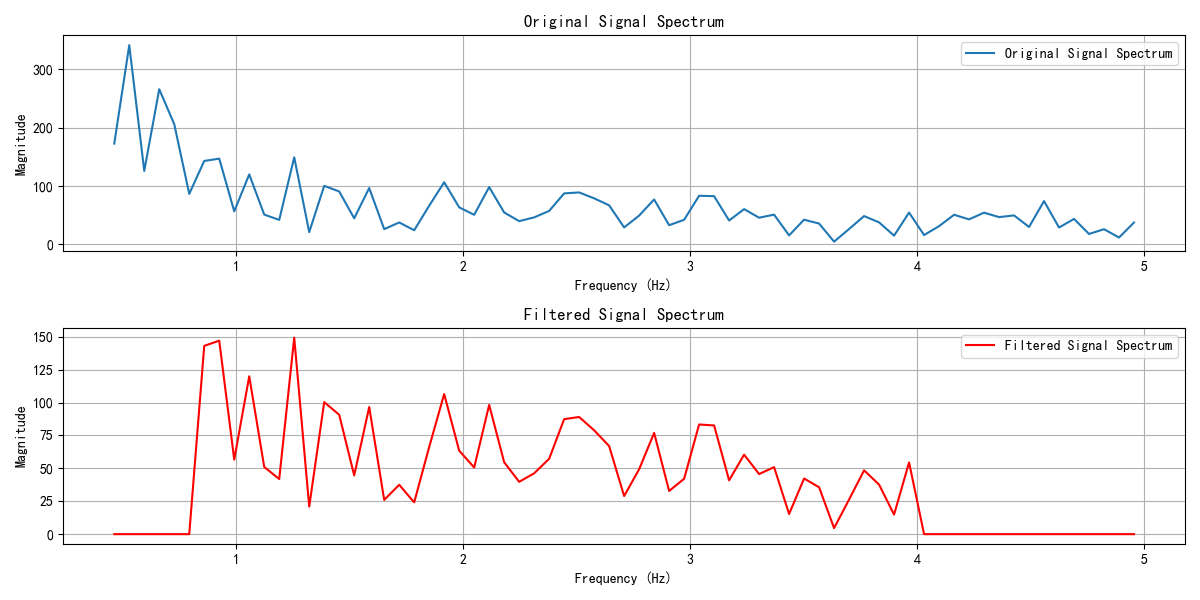 Original Signal Spectrum
Original Signal Spectrum
Magnitude
300
200
100
0
1 2 3 4 5
Frequency (Hz)
Filtered Signal Spectrum
Filtered Signal Spectrum
Magnitude
150
125
100
75
50
25
0
1 2 3 4 5
Frequency (Hz)